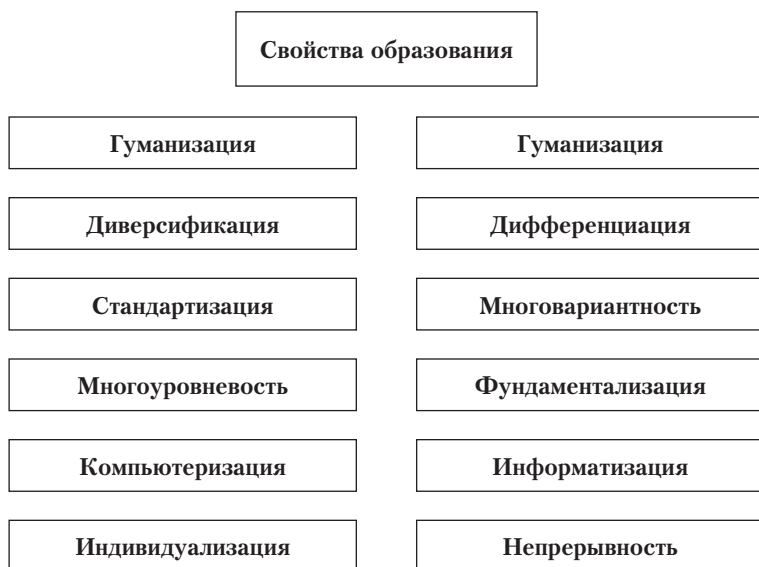 Свойства образования
Гуманизация
Гуманизация
Диверсификация
Дифференциация
Стандартизация
Многовариантность
Многоуровневость
Фундаментализация
Компьютеризация
Информатизация
Индивидуализация
Непрерывность